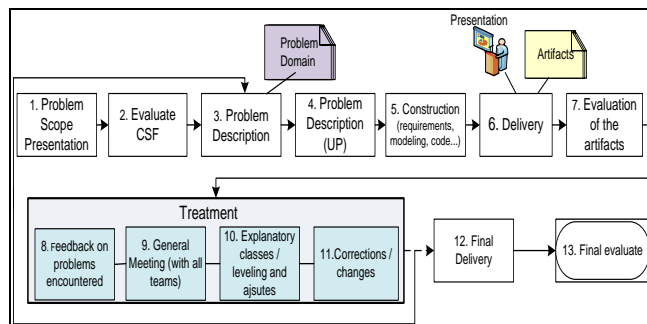 Presentation
Problem
Domain
Artifacts
1. Problem
Scope
Presentation
2. Evaluate
CSF
3. Problem
Description
4. Problem
Description
(UP)
5. Construction
(requirements,
modeling, code...)
6. Delivery
7. Evaluation
of the
artifacts
Treatment
8. Feedback on
problems
encountered
9. General
Meeting (with all
teams)
10. Explanatory
classes /
leveling and
ajsutes
11.Corrections /
changes
12. Final
Delivery
13. Final evaluate